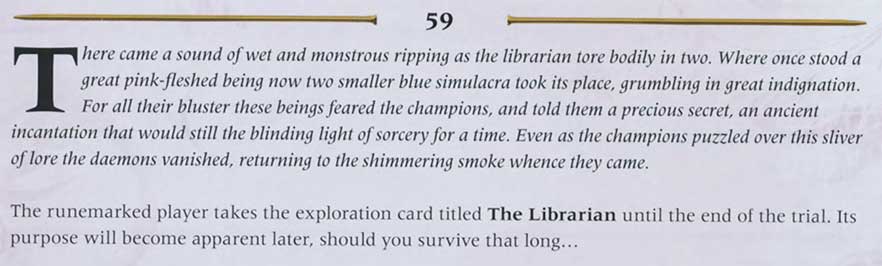 59
There came a sound of wet and monstrous ripping as the librarian tore bodily in two. Where once stood a
great pink-fleshed being now two smaller blue simulacra took its place, grumbling in great indignation.
For all their bluster these beings feared the champions, and told them a precious secret, an ancient
incantation that would still the blinding light of sorcery for a time. Even as the champions puzzled over this sliver
of lore the daemons vanished, returning to the shimmering smoke whence they came.
The runemarked player takes the exploration card titled The Librarian until the end of the trial. Its
purpose will become apparent later, should you survive that long…